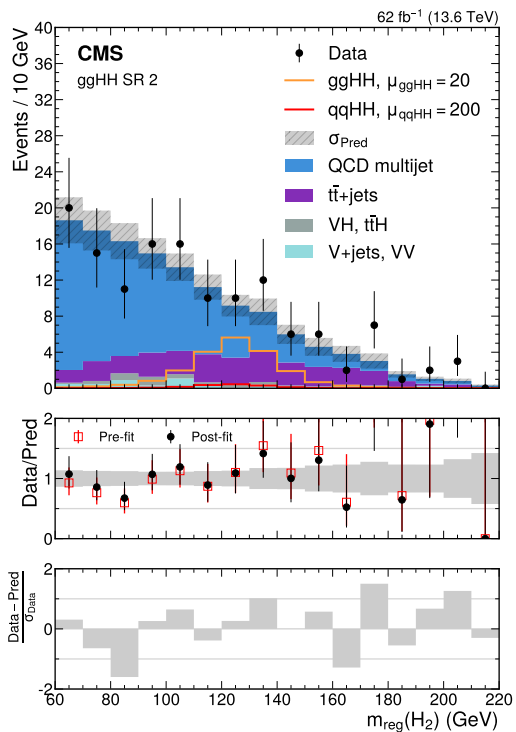 62 fb⁻¹ (13.6 TeV)
CMS
ggHH SR 2
Events / 10 GeV
40
36
32
28
24
20
16
12
8
4
0
Data
ggHH, μggHH = 20
qqHH, μqqHH = 200
σPred
QCD multijet
tt̄+jets
VH, tt̄H
V+jets, VV
Data/Pred
2
1
0
Pre-fit
Post-fit
Data − Pred
σData
2
0
-2
60 80 100 120 140 160 180 200 220
mreg(H₂) (GeV)